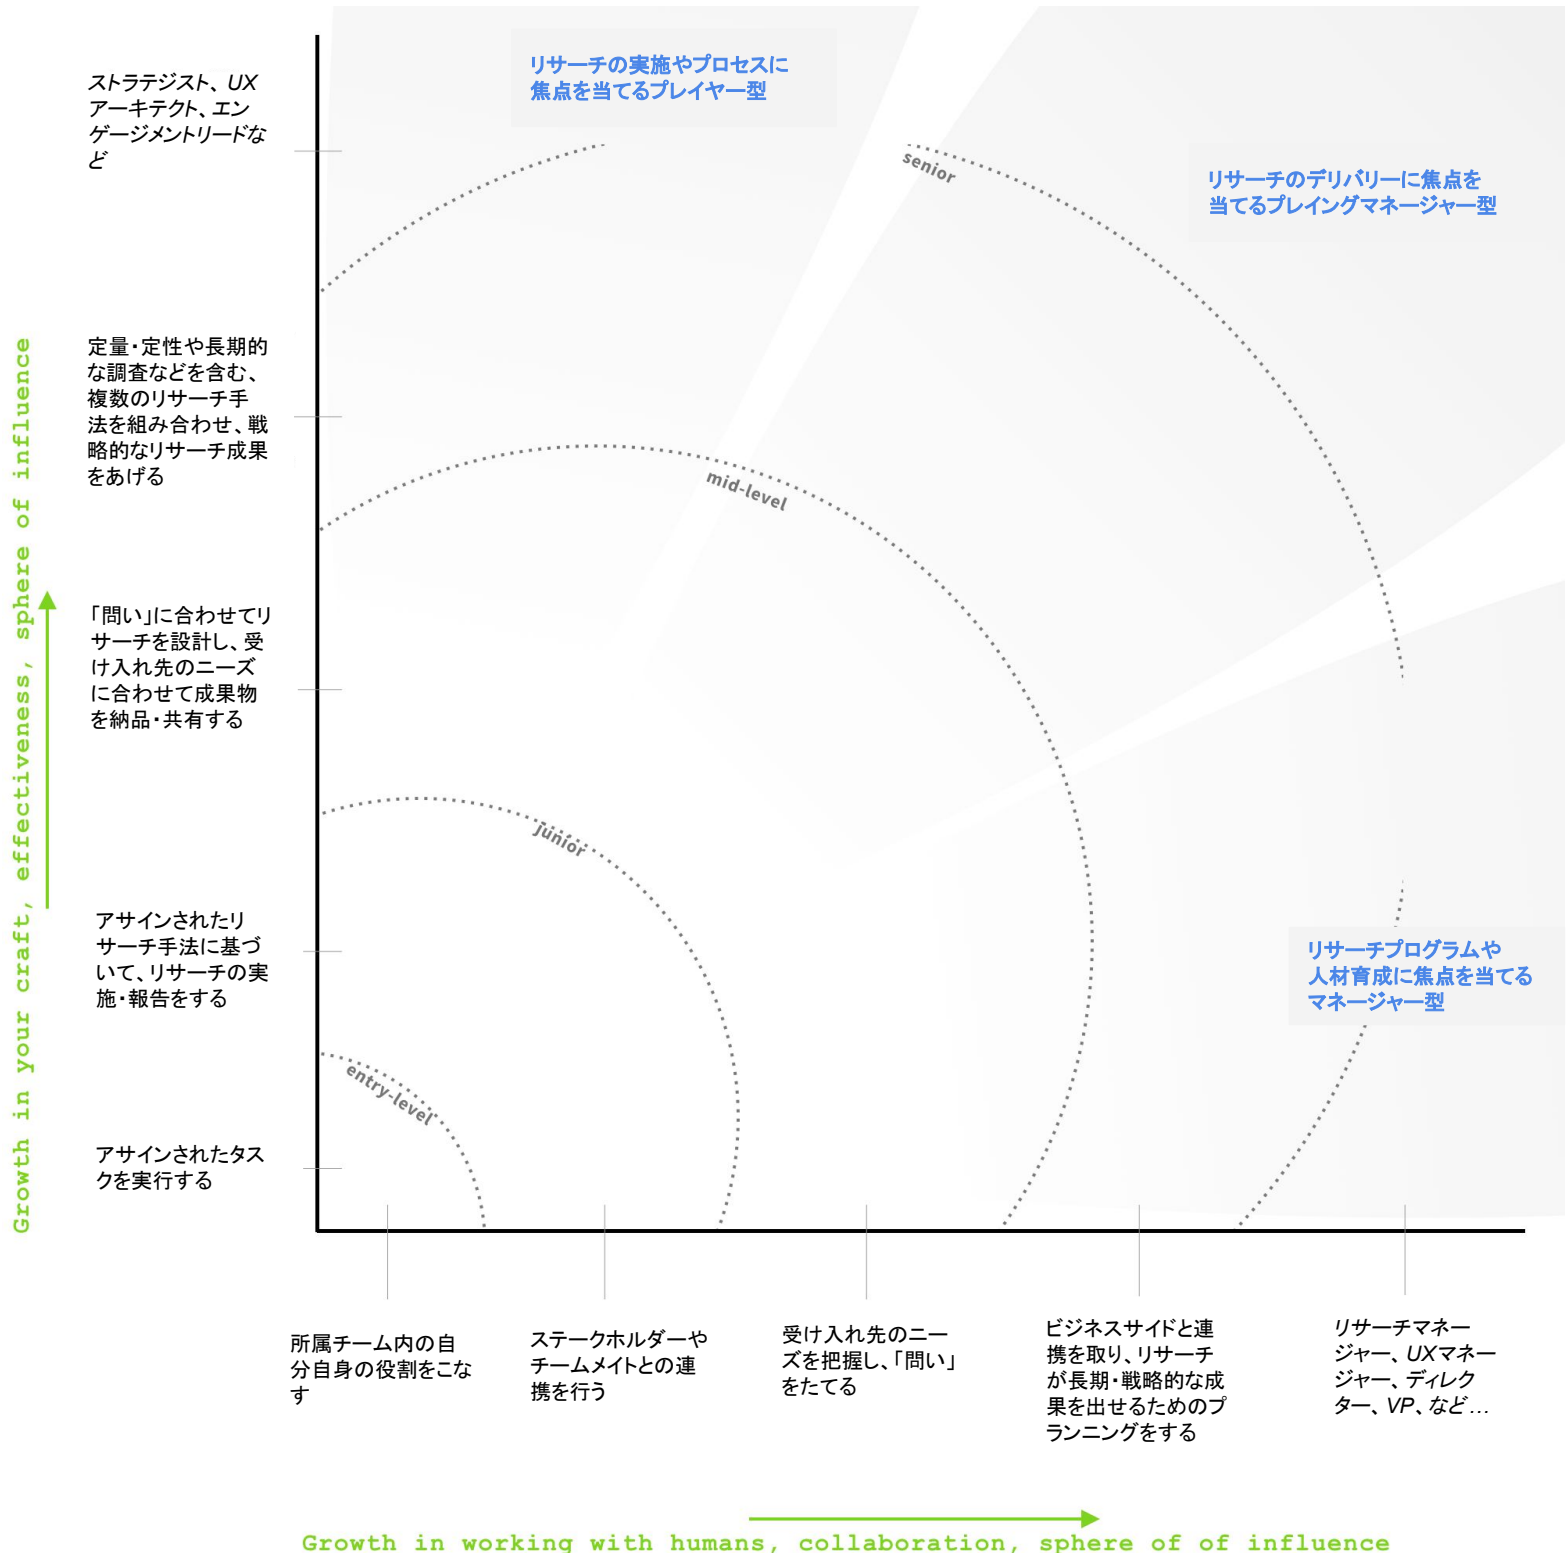 リサーチの実施やプロセスに
焦点を当てるプレイヤー型
リサーチのデリバリーに焦点を
当てるプレイングマネージャー型
リサーチプログラムや
人材育成に焦点を当てる
マネージャー型
senior
mid-level
junior
entry-level
Growth in your craft, effectiveness, sphere of influence
ストラテジスト、UX
アーキテクト、エン
ゲージメントリードな
ど
定量・定性や長期的
な調査などを含む、
複数のリサーチ手
法を組み合わせ、戦
略的なリサーチ成果
をあげる
「問い」に合わせてリ
サーチを設計し、受
け入れ先のニーズ
に合わせて成果物
を納品・共有する
アサインされたリ
サーチ手法に基づ
いて、リサーチの実
施・報告をする
アサインされたタス
クを実行する
所属チーム内の自
分自身の役割をこな
す
ステークホルダーや
チームメイトとの連
携を行う
受け入れ先のニー
ズを把握し、「問い」
をたてる
ビジネスサイドと連
携を取り、リサーチ
が長期・戦略的な成
果を出せるためのプ
ランニングをする
リサーチマネー
ジャー、UXマネー
ジャー、ディレク
ター、VP、など…
Growth in working with humans, collaboration, sphere of of influence